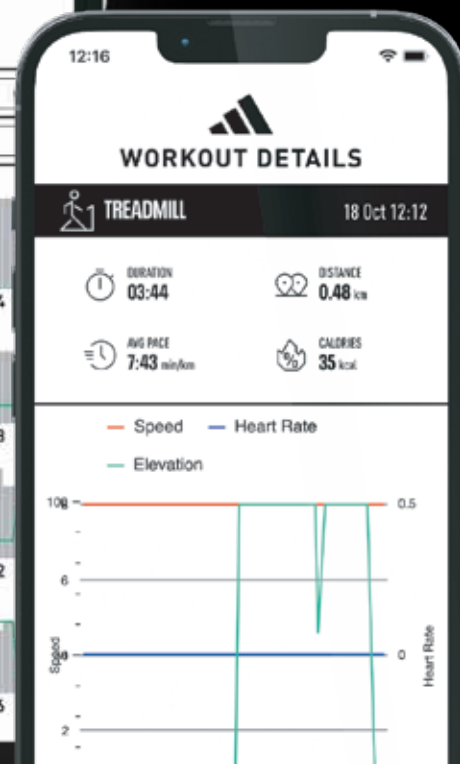 12:16
WORKOUT DETAILS
TREADMILL 18 Oct 12:12
DURATION
03:44
DISTANCE
0.48 km
AVG PACE
7:43 min/km
CALORIES
35 kcal
Speed Heart Rate
Elevation
0.5
6
0
Speed
Heart Rate
2